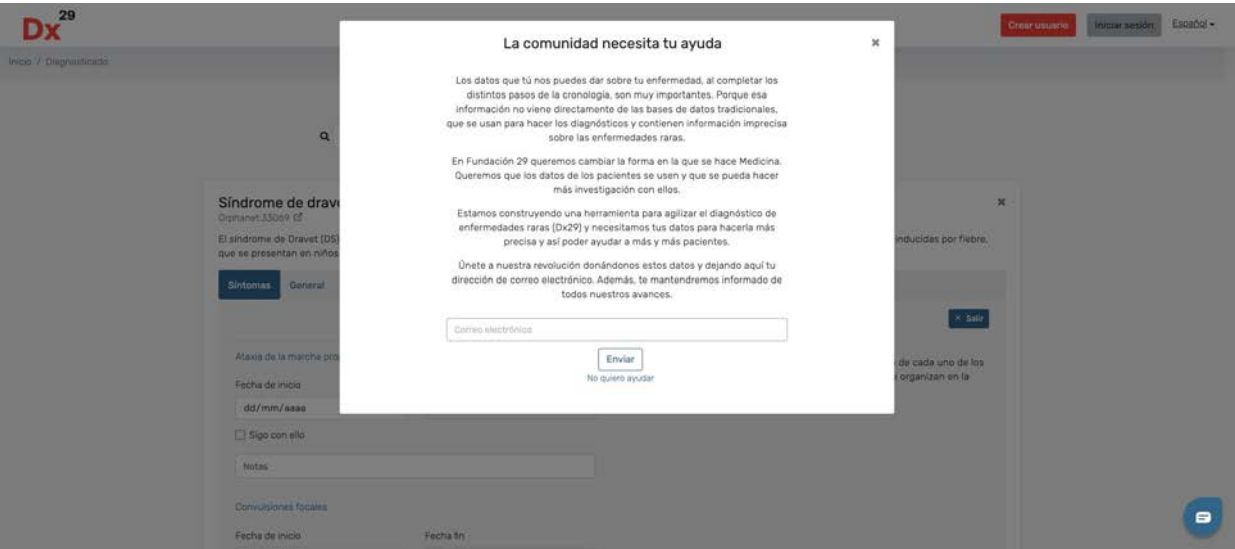 Dx29
Crear usuario
Iniciar sesión
Español
Inicio / Diagnosticado
La comunidad necesita tu ayuda
Los datos que tú nos puedes dar sobre tu enfermedad, al completar los
distintos pasos de la cronología, son muy importantes. Porque esa
información no viene directamente de las bases de datos tradicionales,
que se usan para hacer los diagnósticos y contienen información imprecisa
sobre las enfermedades raras.
En Fundación 29 queremos cambiar la forma en la que se hace Medicina.
Queremos que los datos de los pacientes se usen y que se pueda hacer
más investigación con ellos.
Estamos construyendo una herramienta para agilizar el diagnóstico de
enfermedades raras (Dx29) y necesitamos tus datos para hacerla más
precisa y así poder ayudar a más y más pacientes.
Únete a nuestra revolución donándonos estos datos y dejando aquí tu
dirección de correo electrónico. Además, te mantendremos informado de
todos nuestros avances.
Correo electrónico
Enviar
No quiero ayudar
Síndrome de drave
Orphanet:33069
El síndrome de Dravet (DS)
inducidas por fiebre,
que se presentan en niños
Síntomas
General
Salir
Ataxia de la marcha pro
de cada uno de los
organizan en la
Fecha de inicio
dd/mm/aaaa
Sigo con ello
Notas
Convulsiones focales
Fecha de inicio
Fecha fin